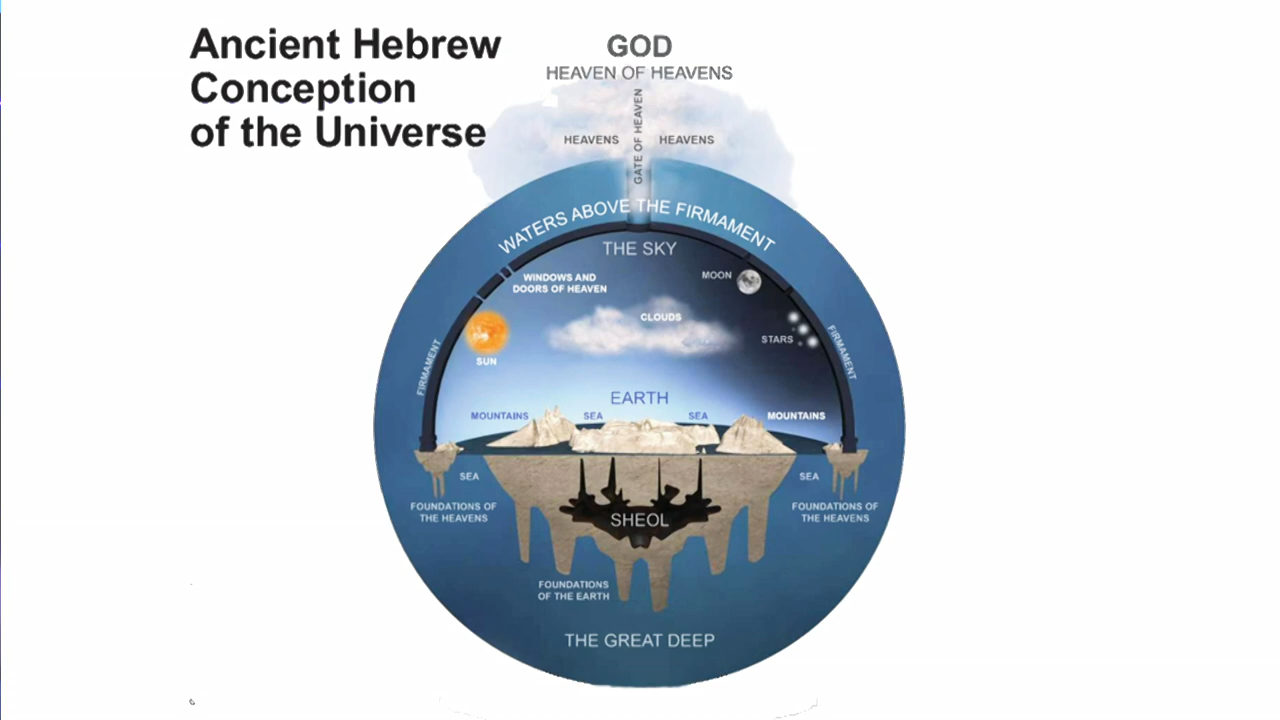 Ancient Hebrew
Conception
of the Universe
GOD
HEAVEN OF HEAVENS
HEAVENS
GATE OF HEAVEN
HEAVENS
WATERS ABOVE THE FIRMAMENT
THE SKY
WINDOWS AND
DOORS OF HEAVEN
MOON
CLOUDS
STARS
SUN
FIRMAMENT
FIRMAMENT
EARTH
MOUNTAINS
SEA
SEA
MOUNTAINS
SEA
SEA
FOUNDATIONS OF
THE HEAVENS
FOUNDATIONS OF
THE HEAVENS
SHEOL
FOUNDATIONS
OF THE EARTH
THE GREAT DEEP